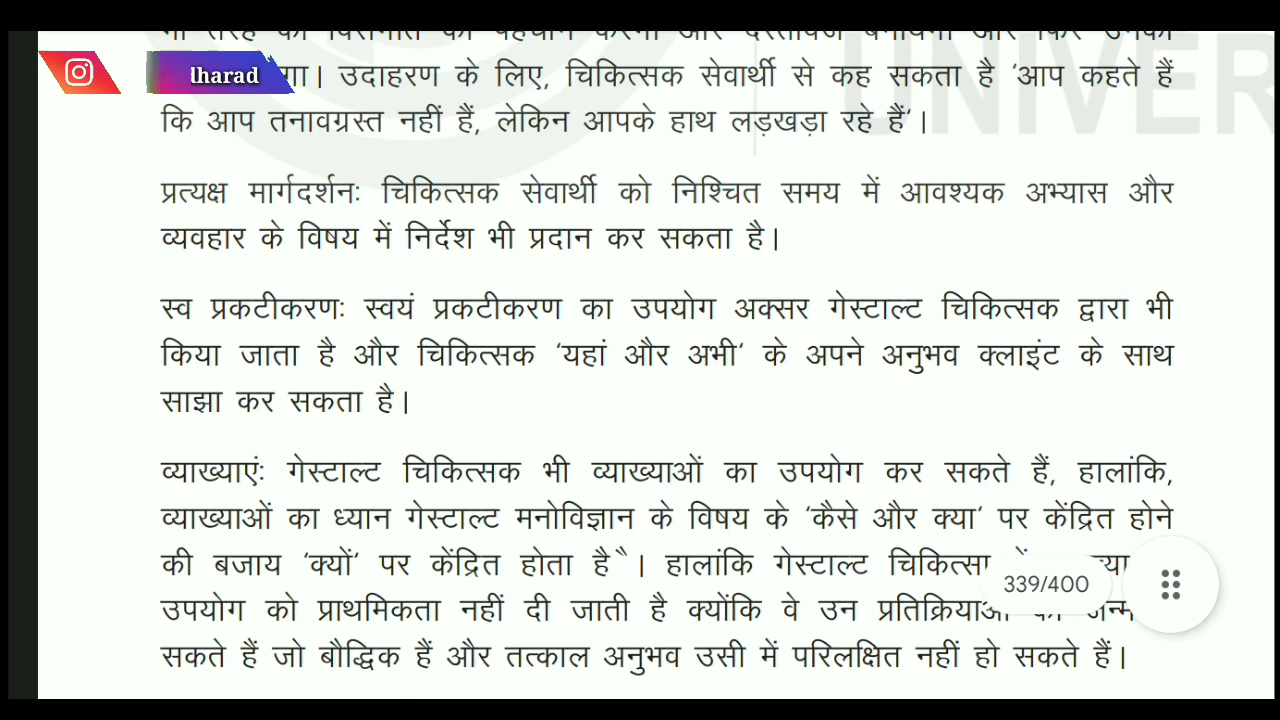 lharad
UNIVER
गा। उदाहरण के लिए, चिकित्सक सेवार्थी से कह सकता है 'आप कहते हैं
कि आप तनावग्रस्त नहीं हैं, लेकिन आपके हाथ लड़खड़ा रहे हैं'।
प्रत्यक्ष मार्गदर्शनः चिकित्सक सेवार्थी को निश्चित समय में आवश्यक अभ्यास और
व्यवहार के विषय में निर्देश भी प्रदान कर सकता है।
स्व प्रकटीकरणः स्वयं प्रकटीकरण का उपयोग अक्सर गेस्टाल्ट चिकित्सक द्वारा भी
किया जाता है और चिकित्सक 'यहां और अभी' के अपने अनुभव क्लाइंट के साथ
साझा कर सकता है।
व्याख्याएंः गेस्टाल्ट चिकित्सक भी व्याख्याओं का उपयोग कर सकते हैं, हालांकि,
व्याख्याओं का ध्यान गेस्टाल्ट मनोविज्ञान के विषय के 'कैसे और क्या' पर केंद्रित होने
की बजाय 'क्यों' पर केंद्रित होता है ै। हालांकि गेस्टाल्ट
339/400
उपयोग को प्राथमिकता नहीं दी जाती है क्योंकि वे उन
सकते हैं जो बौद्धिक हैं और तत्काल अनुभव उसी में परिलक्षित नहीं हो सकते हैं।